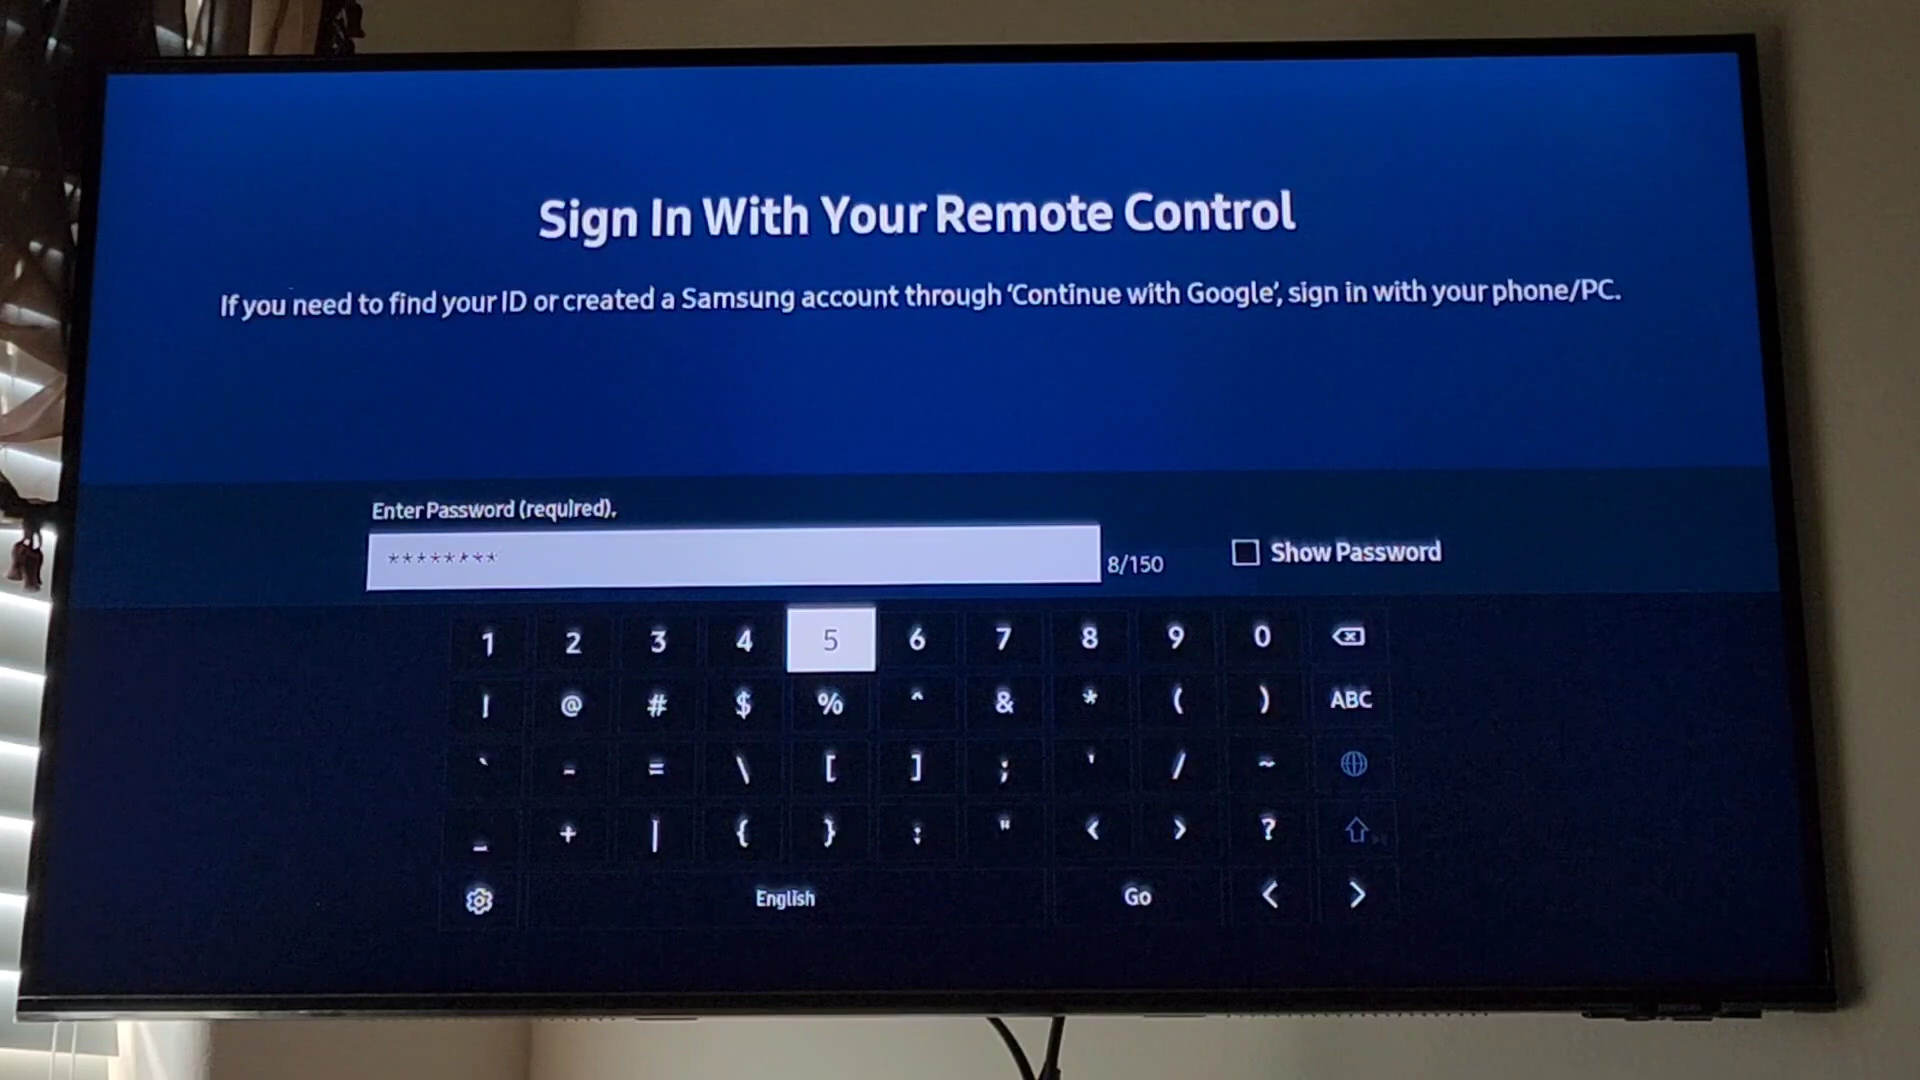 Sign In With Your Remote Control
If you need to find your ID or created a Samsung account through 'Continue with Google', sign in with your phone/PC.
Enter Password (required).
********
8/150
Show Password
1 2 3 4 5 6 7 8 9 0
! @ # $ % ^ & * ( ) ABC
` - = \ [ ] ; ' / ~
_ + | { } : " < > ?
English Go < >